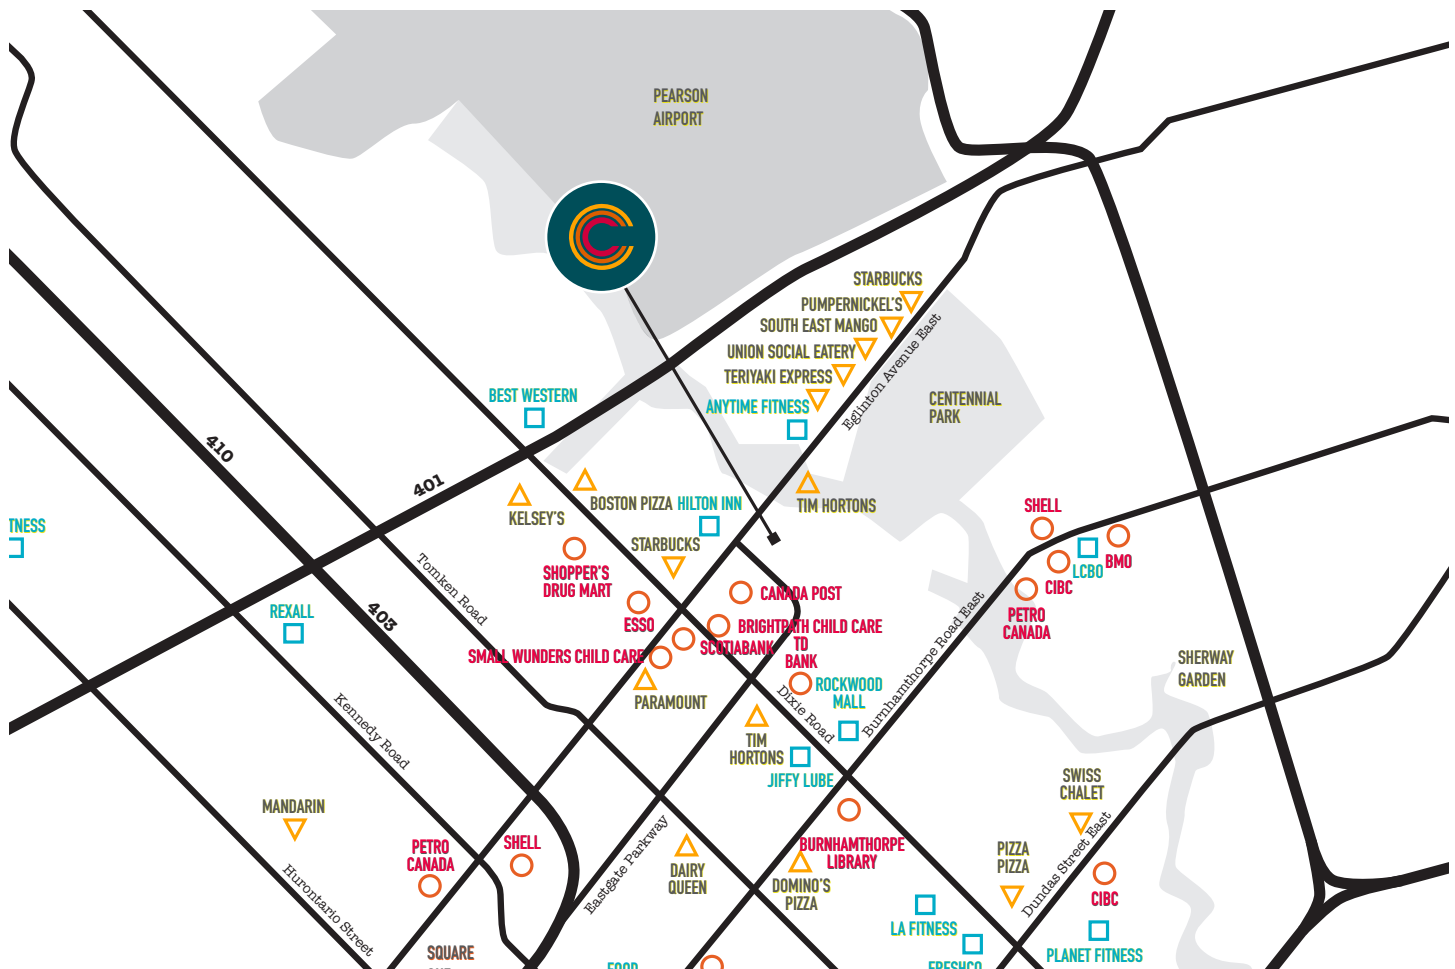 PEARSON
AIRPORT
STARBUCKS
PUMPERNICKEL'S
SOUTH EAST MANGO
UNION SOCIAL EATERY
TERIYAKI EXPRESS
ANYTIME FITNESS
Eglinton Avenue East
CENTENNIAL
PARK
BEST WESTERN
410
401
KELSEY'S
BOSTON PIZZA
HILTON INN
TIM HORTONS
STARBUCKS
SHELL
BMO
LCBO
CIBC
PETRO
CANADA
TNESS
SHOPPER'S
DRUG MART
Tomken Road
403
REXALL
ESSO
CANADA POST
BRIGHTPATH CHILD CARE
SCOTIABANK
TD
BANK
SMALL WUNDERS CHILD CARE
PARAMOUNT
Burnhamthorpe Road East
SHERWAY
GARDEN
ROCKWOOD
MALL
Dixie Road
Kennedy Road
TIM
HORTONS
JIFFY LUBE
SWISS
CHALET
MANDARIN
PETRO
CANADA
SHELL
BURNHAMTHORPE
LIBRARY
PIZZA
PIZZA
Dundas Street East
Eastgate Parkway
DAIRY
QUEEN
DOMINO'S
PIZZA
CIBC
Hurontario Street
LA FITNESS
PLANET FITNESS
SQUARE
FOOD
FRESHCO